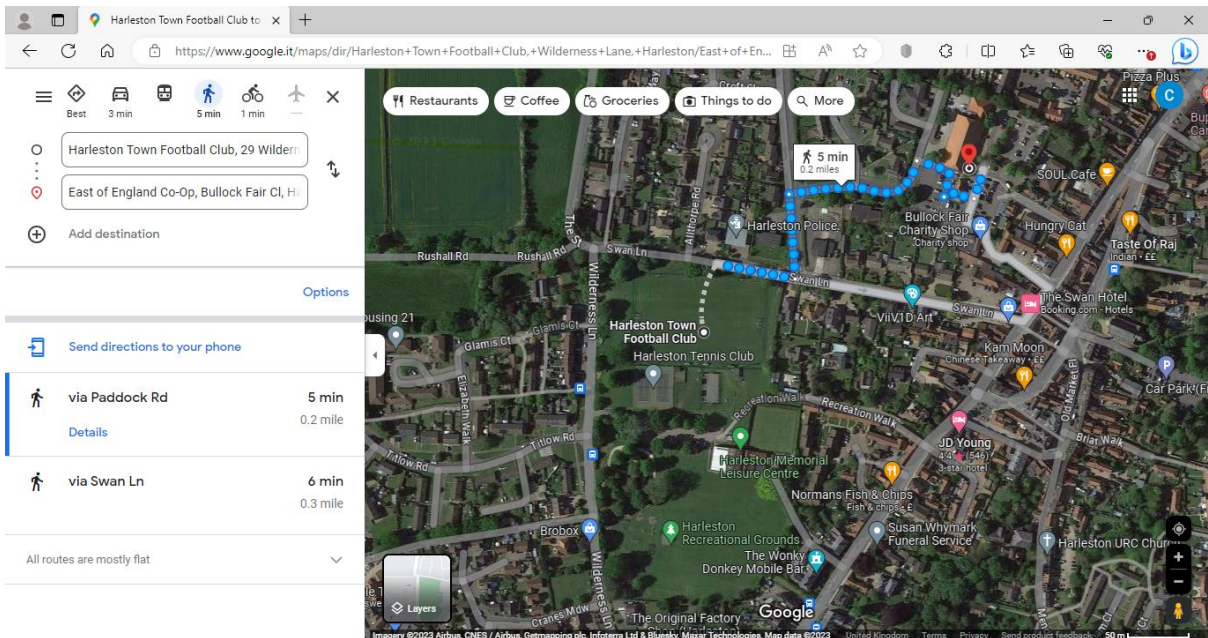 Harleston Town Football Club to
https://www.google.it/maps/dir/Harleston+Town+Football+Club,+Wilderness+Lane,+Harleston/East+of+En...
Best
3 min
5 min
1 min
Harleston Town Football Club, 29 Wildern
East of England Co-Op, Bullock Fair Cl, Ha
Add destination
Options
Send directions to your phone
via Paddock Rd 5 min
0.2 mile
Details
via Swan Ln 6 min
0.3 mile
All routes are mostly flat
Restaurants
Coffee
Groceries
Things to do
More
Pizza Plus
C
5 min
0.2 miles
SOUL.Cafe
Harleston Police
Bullock Fair
Charity Shop
Charity shop
Hungry Cat
Taste Of Raj
Indian • ££
Allthorpe Rd
Rushall Rd
Rushall Rd
Swan Ln
Swan Ln
Swan Ln
Wilderness Ln
ViiV1D Art
The Swan Hotel
Booking.com • Hotels
Harleston Town
Football Club
Harleston Tennis Club
Glamis Ct
Glamis Ct
Elizabeth Walk
Kam Moon
Chinese Takeaway • ££
Car Park (F
Old Market Pl
Recreation Walk
Recreation Walk
Briar Walk
Titlow Rd
Titlow Rd
JD Young
4.4 ★ (546)
3-star hotel
Harleston Memorial
Leisure Centre
Normans Fish & Chips
Fish & chips • £
Brobox
Harleston
Recreational Grounds
Susan Whymark
Funeral Service
Harleston URC Church
The Wonky
Donkey Mobile Bar
Wilderness Ln
Cranes Mdw
The Original Factory
Shop (Harleston)
Layers
Google
Imagery ©2023 Airbus, CNES / Airbus, Getmapping plc, Infoterra Ltd & Bluesky, Maxar Technologies, Map data ©2023 United Kingdom Terms Privacy Send product feedback 50 m